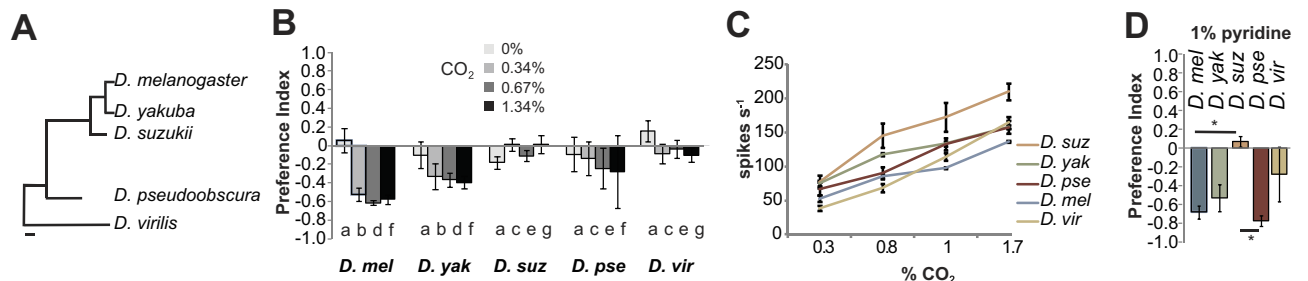 A
D. melanogaster
D. yakuba
D. suzukii
D. pseudoobscura
D. virilis
B
CO2
0%
0.34%
0.67%
1.34%
Preference Index
1.0
0.8
0.6
0.4
0.2
0
-0.2
-0.4
-0.6
-0.8
-1.0
a b d f
a b e f
a c e g
a c e f
a c e g
D. mel
D. yak
D. suz
D. pse
D. vir
C
spikes s-1
250
200
150
100
50
0
0.3
0.8
1
1.7
% CO2
D. suz
D. yak
D. pse
D. mel
D. vir
D
1% pyridine
D. mel
D. yak
D. suz
D. pse
D. vir
Preference Index
1.0
0.8
0.6
0.4
0.2
0
-0.2
-0.4
-0.6
-0.8
-1.0
*
*